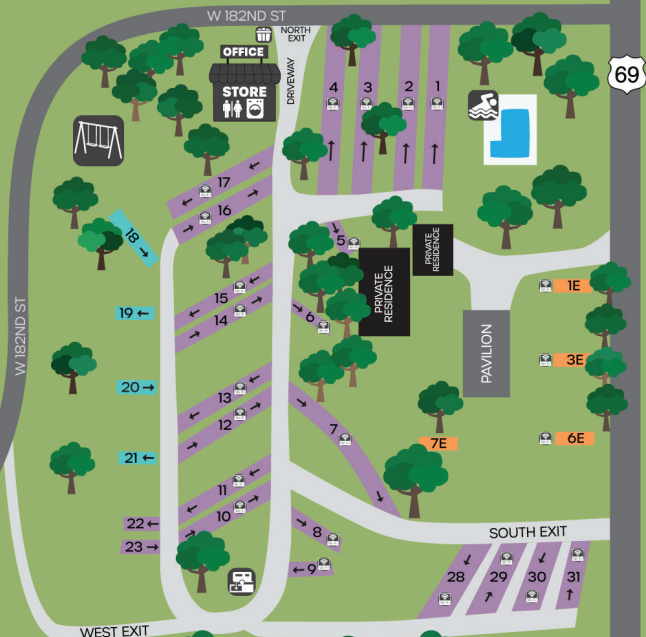 W 182ND ST
NORTH
EXIT
OFFICE
STORE
DRIVEWAY
4
3
2
1
69
17
16
18
5
PRIVATE
RESIDENCE
PRIVATE
RESIDENCE
15
14
19
6
1E
W 182ND ST
PAVILION
3E
20
13
12
7
7E
6E
21
11
10
22
23
8
9
SOUTH EXIT
28
29
30
31
WEST EXIT